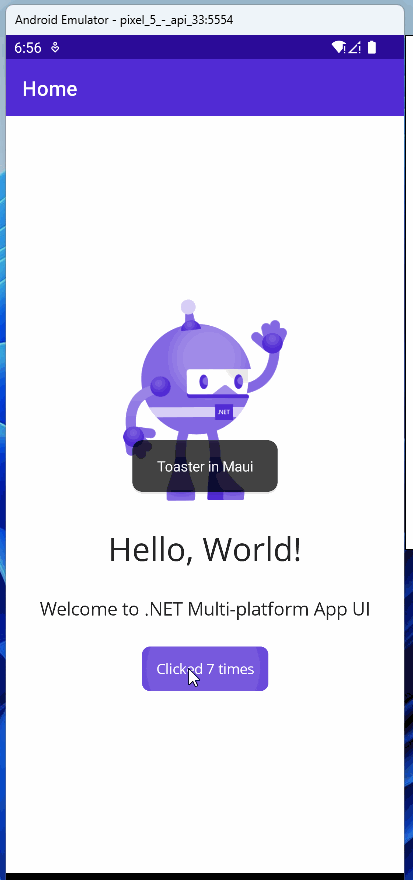 Android Emulator - pixel_5_-_api_33:5554
6:56
Home
.NET
Toaster in Maui
Hello, World!
Welcome to .NET Multi-platform App UI
Clicked 7 times